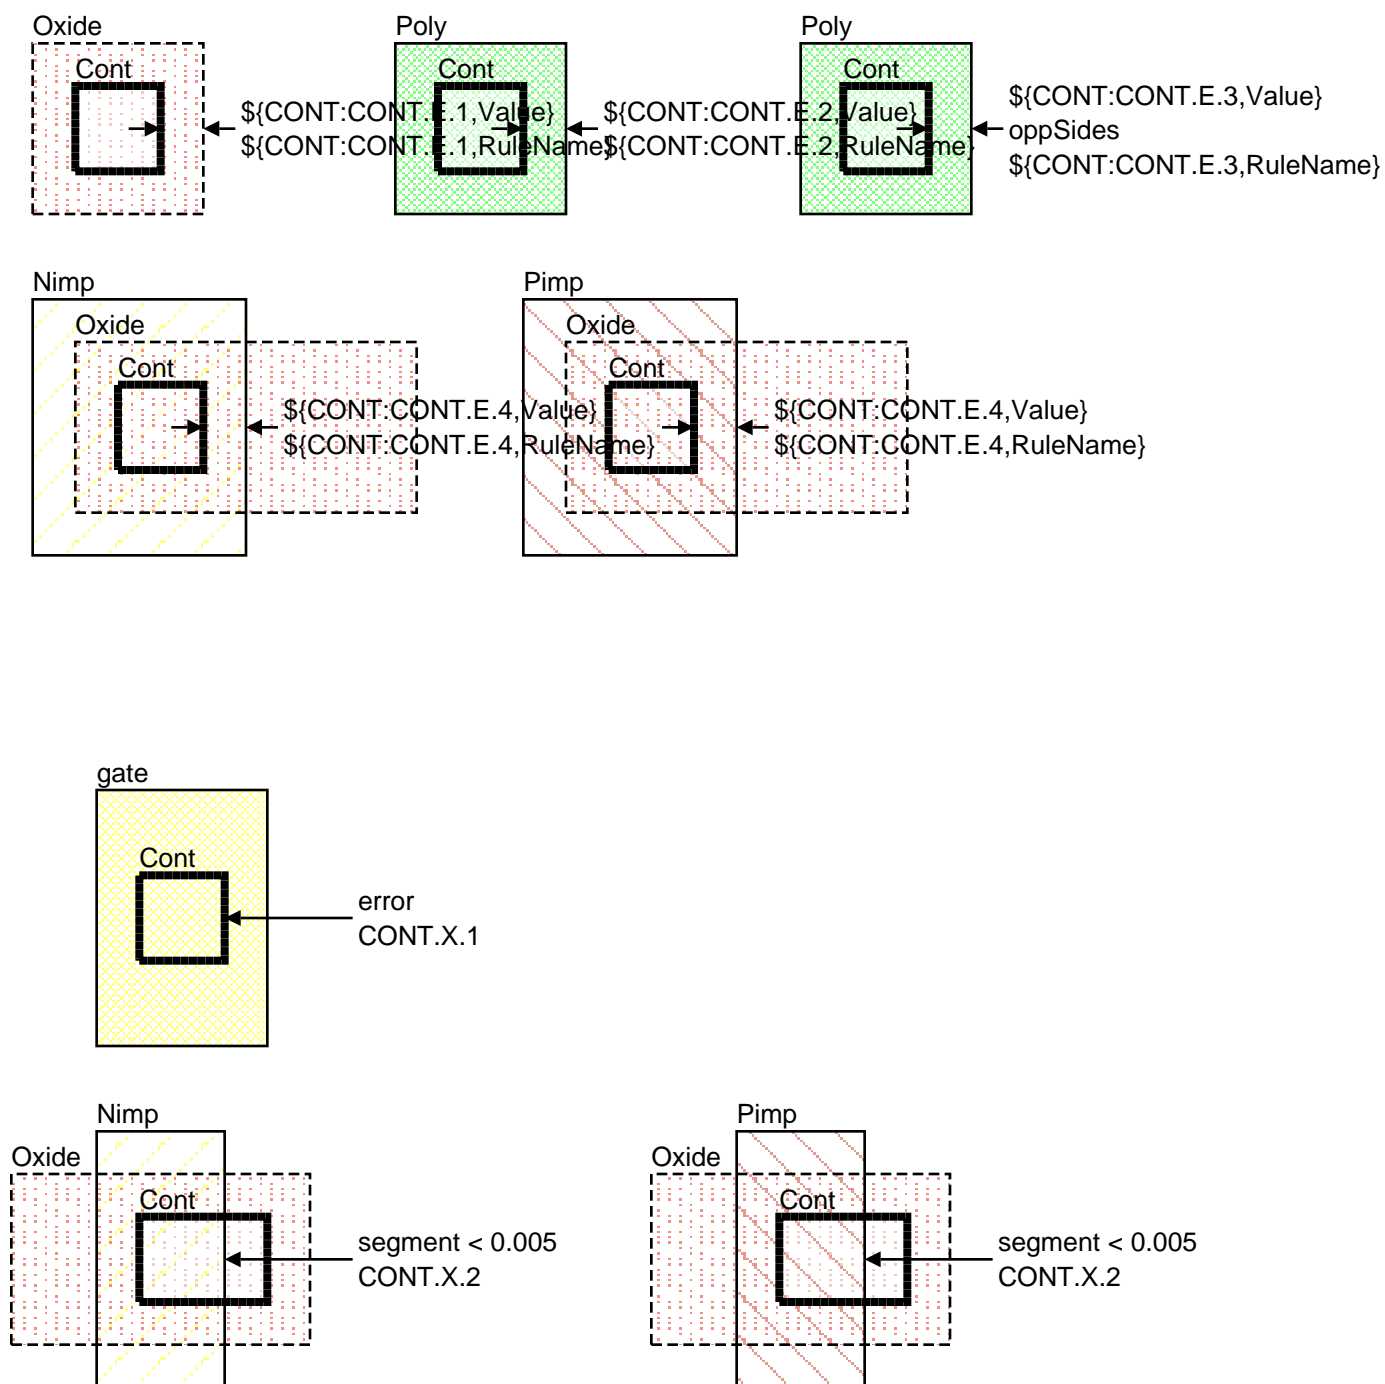 Oxide
Poly
Poly
Cont
Cont
Cont
${CONT:CONT.E.1,Value}
${CONT:CONT.E.1,RuleName}
${CONT:CONT.E.2,Value}
${CONT:CONT.E.2,RuleName}
${CONT:CONT.E.3,Value}
oppSides
${CONT:CONT.E.3,RuleName}
Nimp
Pimp
Oxide
Oxide
Cont
Cont
${CONT:CONT.E.4,Value}
${CONT:CONT.E.4,RuleName}
${CONT:CONT.E.4,Value}
${CONT:CONT.E.4,RuleName}
gate
Cont
error
CONT.X.1
Nimp
Pimp
Oxide
Oxide
Cont
Cont
segment < 0.005
CONT.X.2
segment < 0.005
CONT.X.2